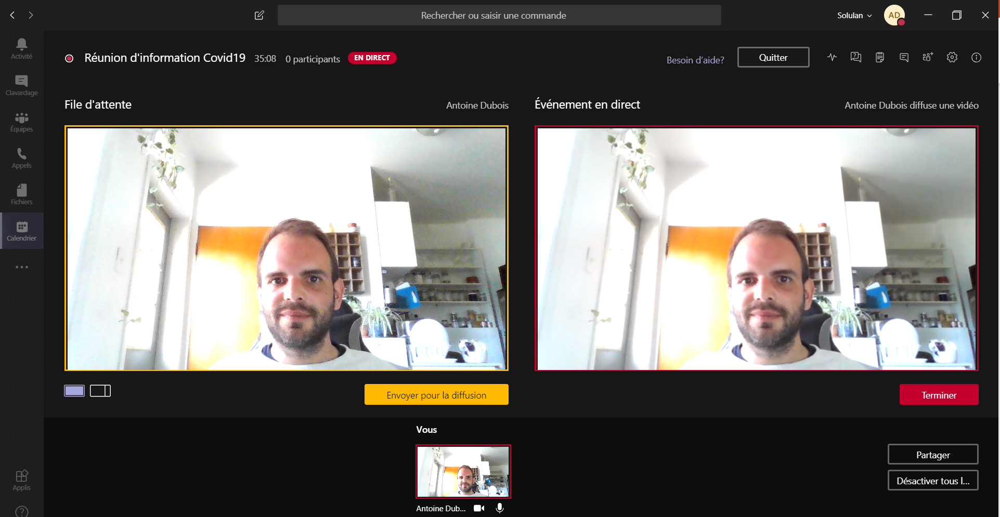 Rechercher ou saisir une commande
Solulan
AD
Activité
Clavardage
Équipes
Appels
Fichiers
Calendrier
Applis
Réunion d'information Covid19 35:08 0 participants EN DIRECT
Besoin d’aide?
Quitter
File d'attente
Antoine Dubois
Événement en direct
Antoine Dubois diffuse une vidéo
Envoyer pour la diffusion
Terminer
Vous
Antoine Dub...
Partager
Désactiver tous l...